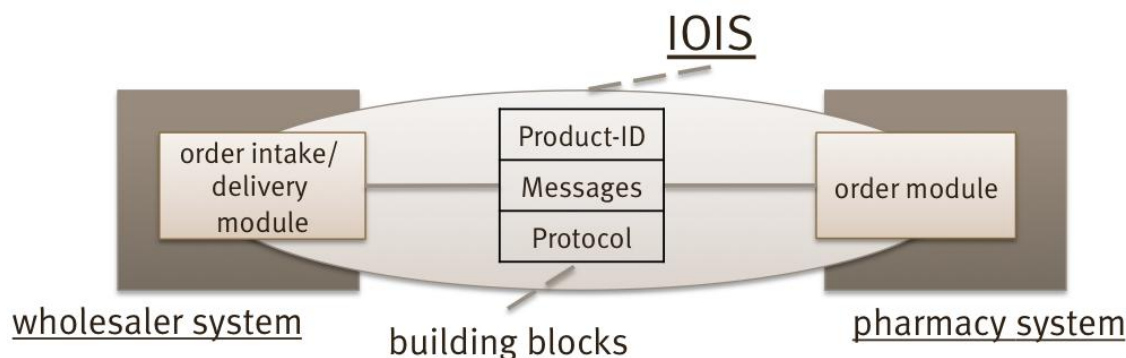 IOIS
order intake/
delivery
module
Product-ID
Messages
Protocol
order module
wholesaler system
building blocks
pharmacy system